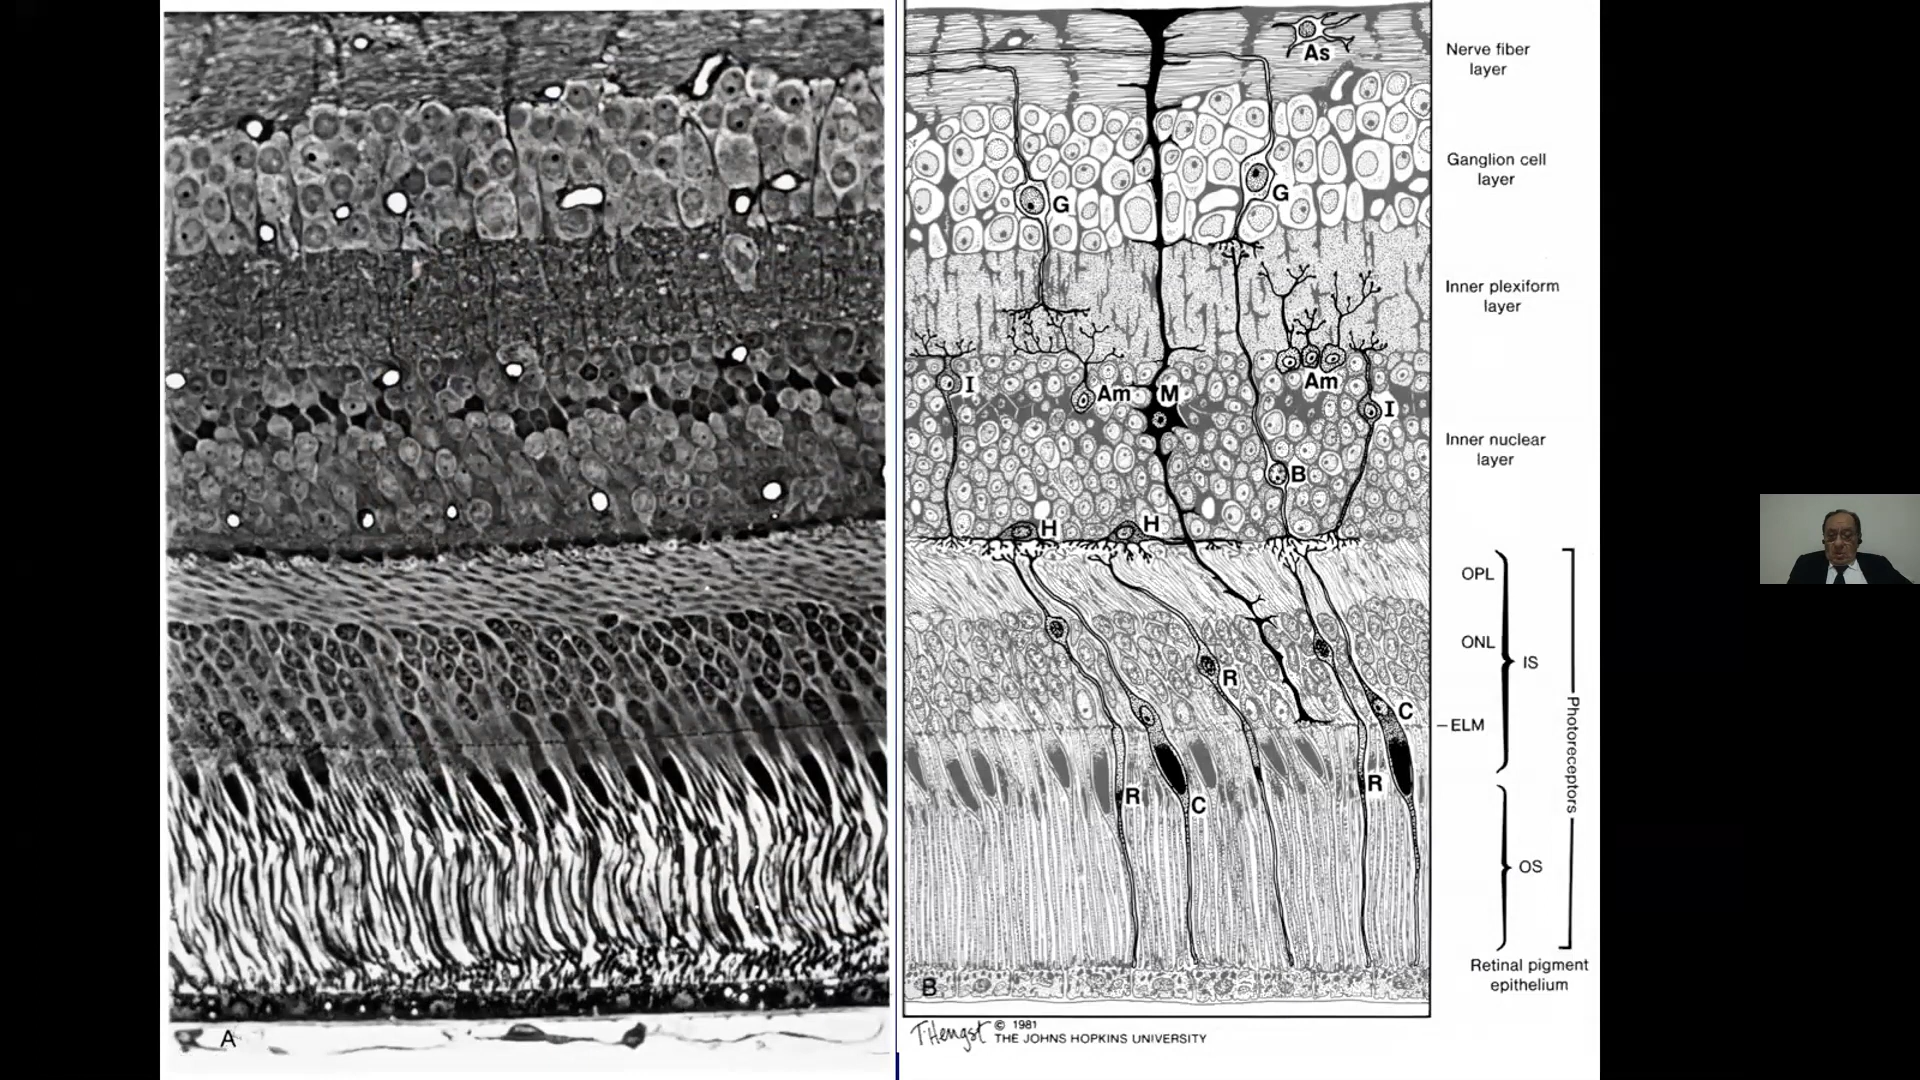 A
As
G
G
I
Am
M
Am
I
B
H
H
R
C
R
C
R
B
Nerve fiber
layer
Ganglion cell
layer
Inner plexiform
layer
Inner nuclear
layer
OPL
ONL
IS
ELM
Photoreceptors
OS
Retinal pigment
epithelium
T. Hengst © 1981
THE JOHNS HOPKINS UNIVERSITY